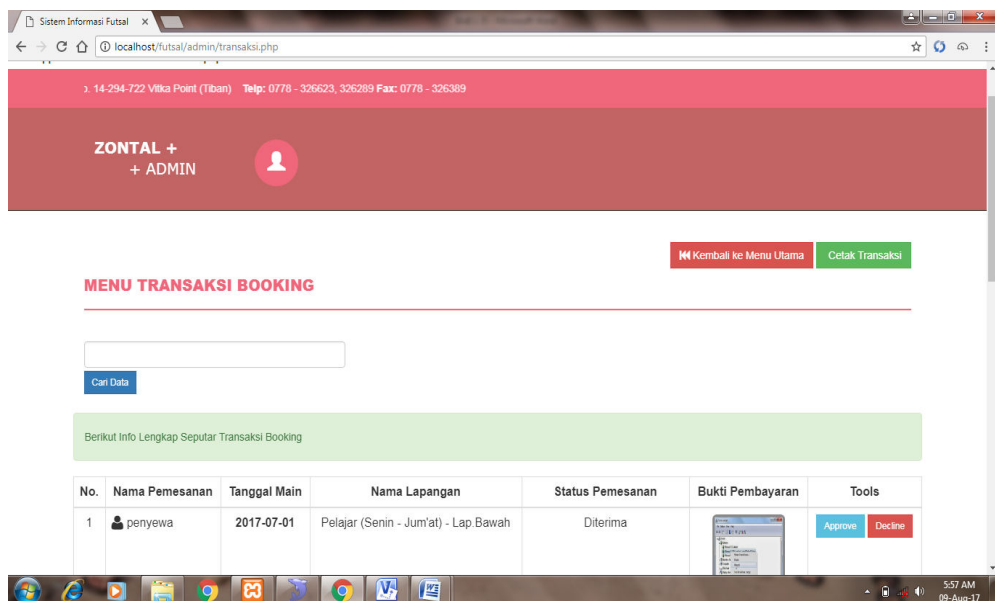 Sistem Informasi Futsal
localhost/futsal/admin/transaksi.php
14-294-722 Vitka Point (Tiban) Telp: 0778 - 326623, 326289 Fax: 0778 - 326389
ZONTAL +
+ ADMIN
Kembali ke Menu Utama
Cetak Transaksi
MENU TRANSAKSI BOOKING
Cari Data
Berikut Info Lengkap Seputar Transaksi Booking
No. Nama Pemesanan Tanggal Main Nama Lapangan Status Pemesanan Bukti Pembayaran Tools
1 penyewa 2017-07-01 Pelajar (Senin - Jum'at) - Lap.Bawah Diterima Approve Decline
5:57 AM
09-Aug-17